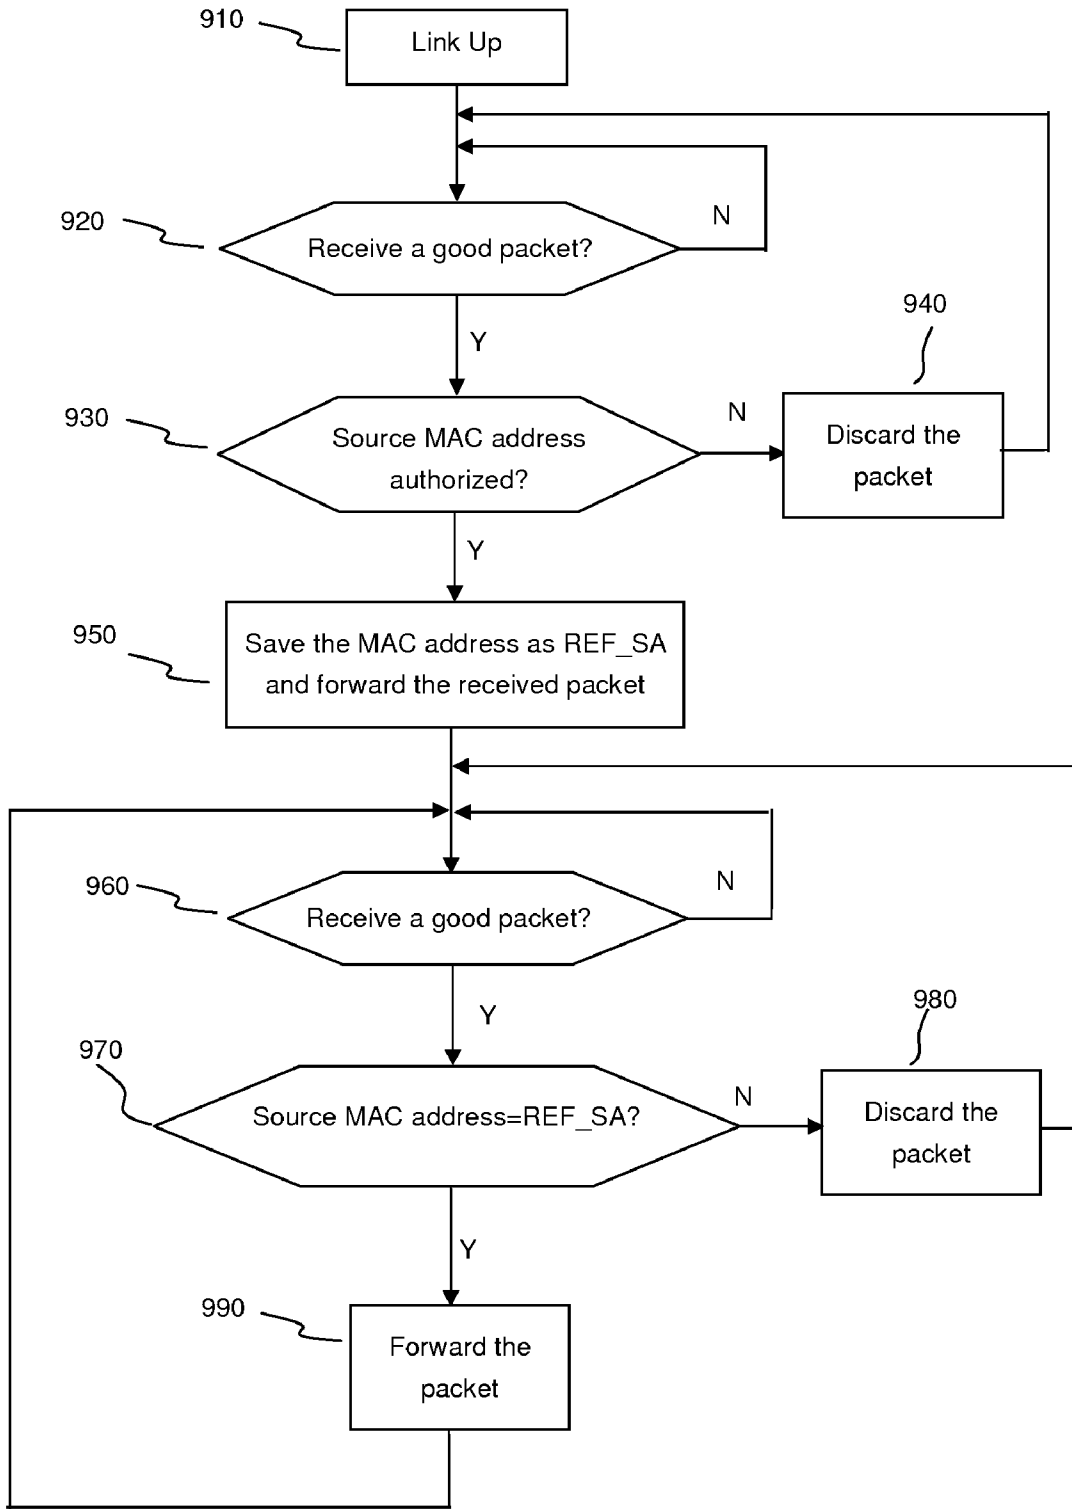 910
Link Up
920
Receive a good packet?
N
Y
940
930
Source MAC address
authorized?
N
Discard the
packet
Y
950
Save the MAC address as REF_SA
and forward the received packet
960
Receive a good packet?
N
Y
980
970
Source MAC address=REF_SA?
N
Discard the
packet
Y
990
Forward the
packet